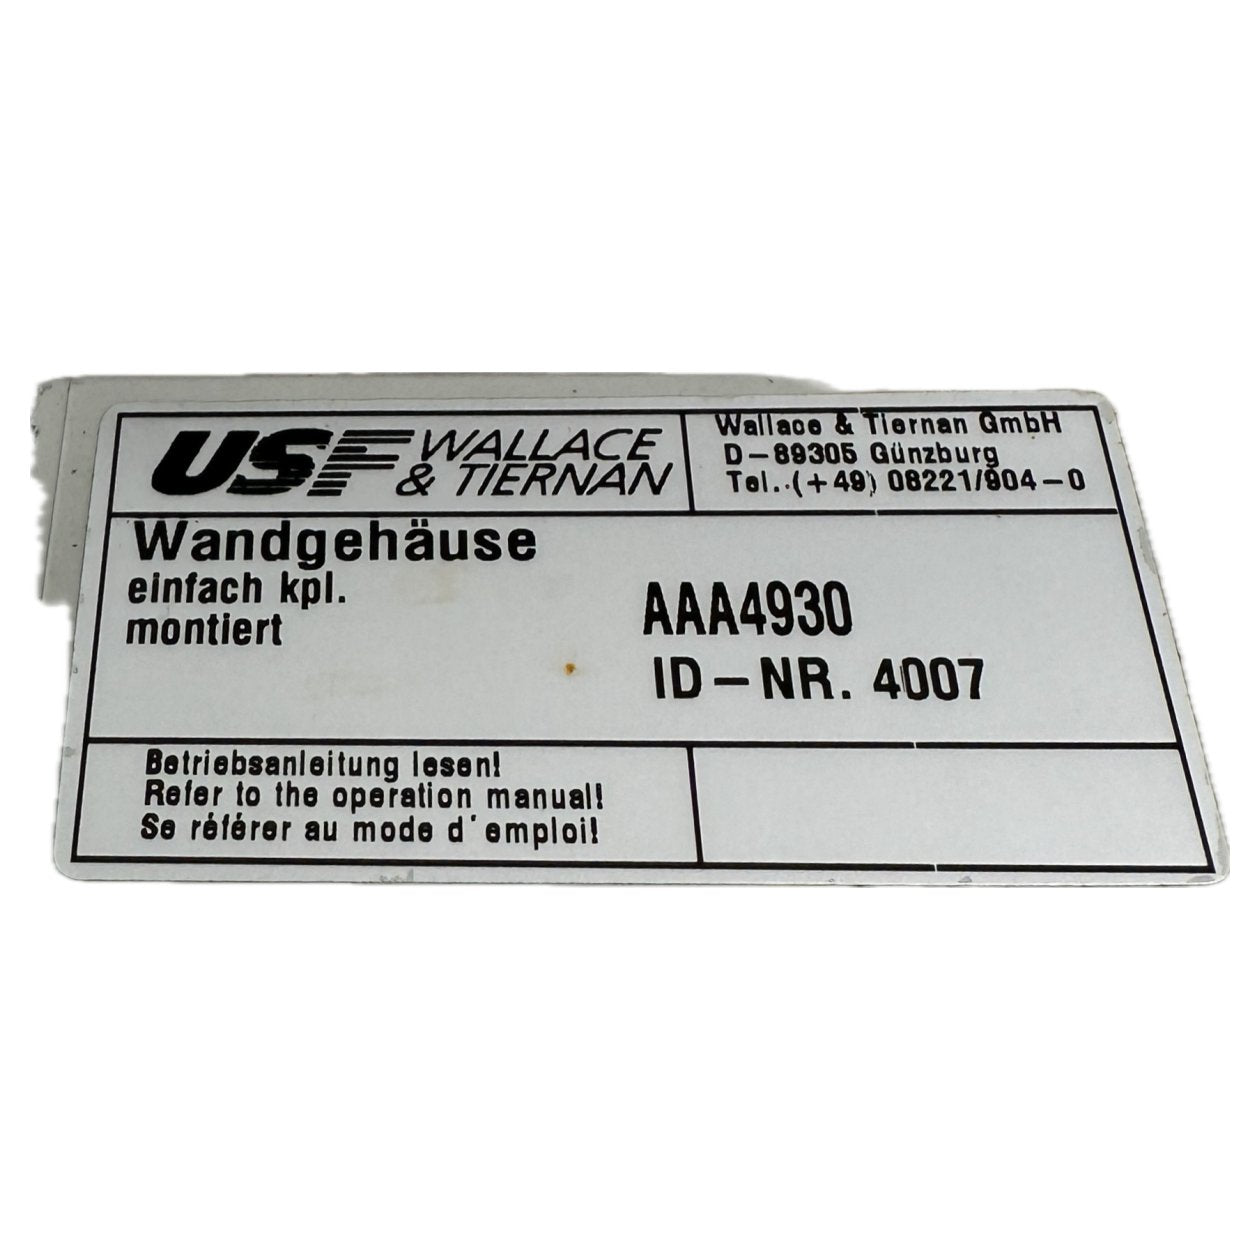 USF WALLACE
& TIERNAN
Wallace & Tiernan GmbH
D-89305 Günzburg
Tel..(+49) 08221/904-0
Wandgehäuse
einfach kpl.
montiert
AAA4930
ID-NR. 4007
Betriebsanleitung lesen!
Refer to the operation manual!
Se référer au mode d'emploi!